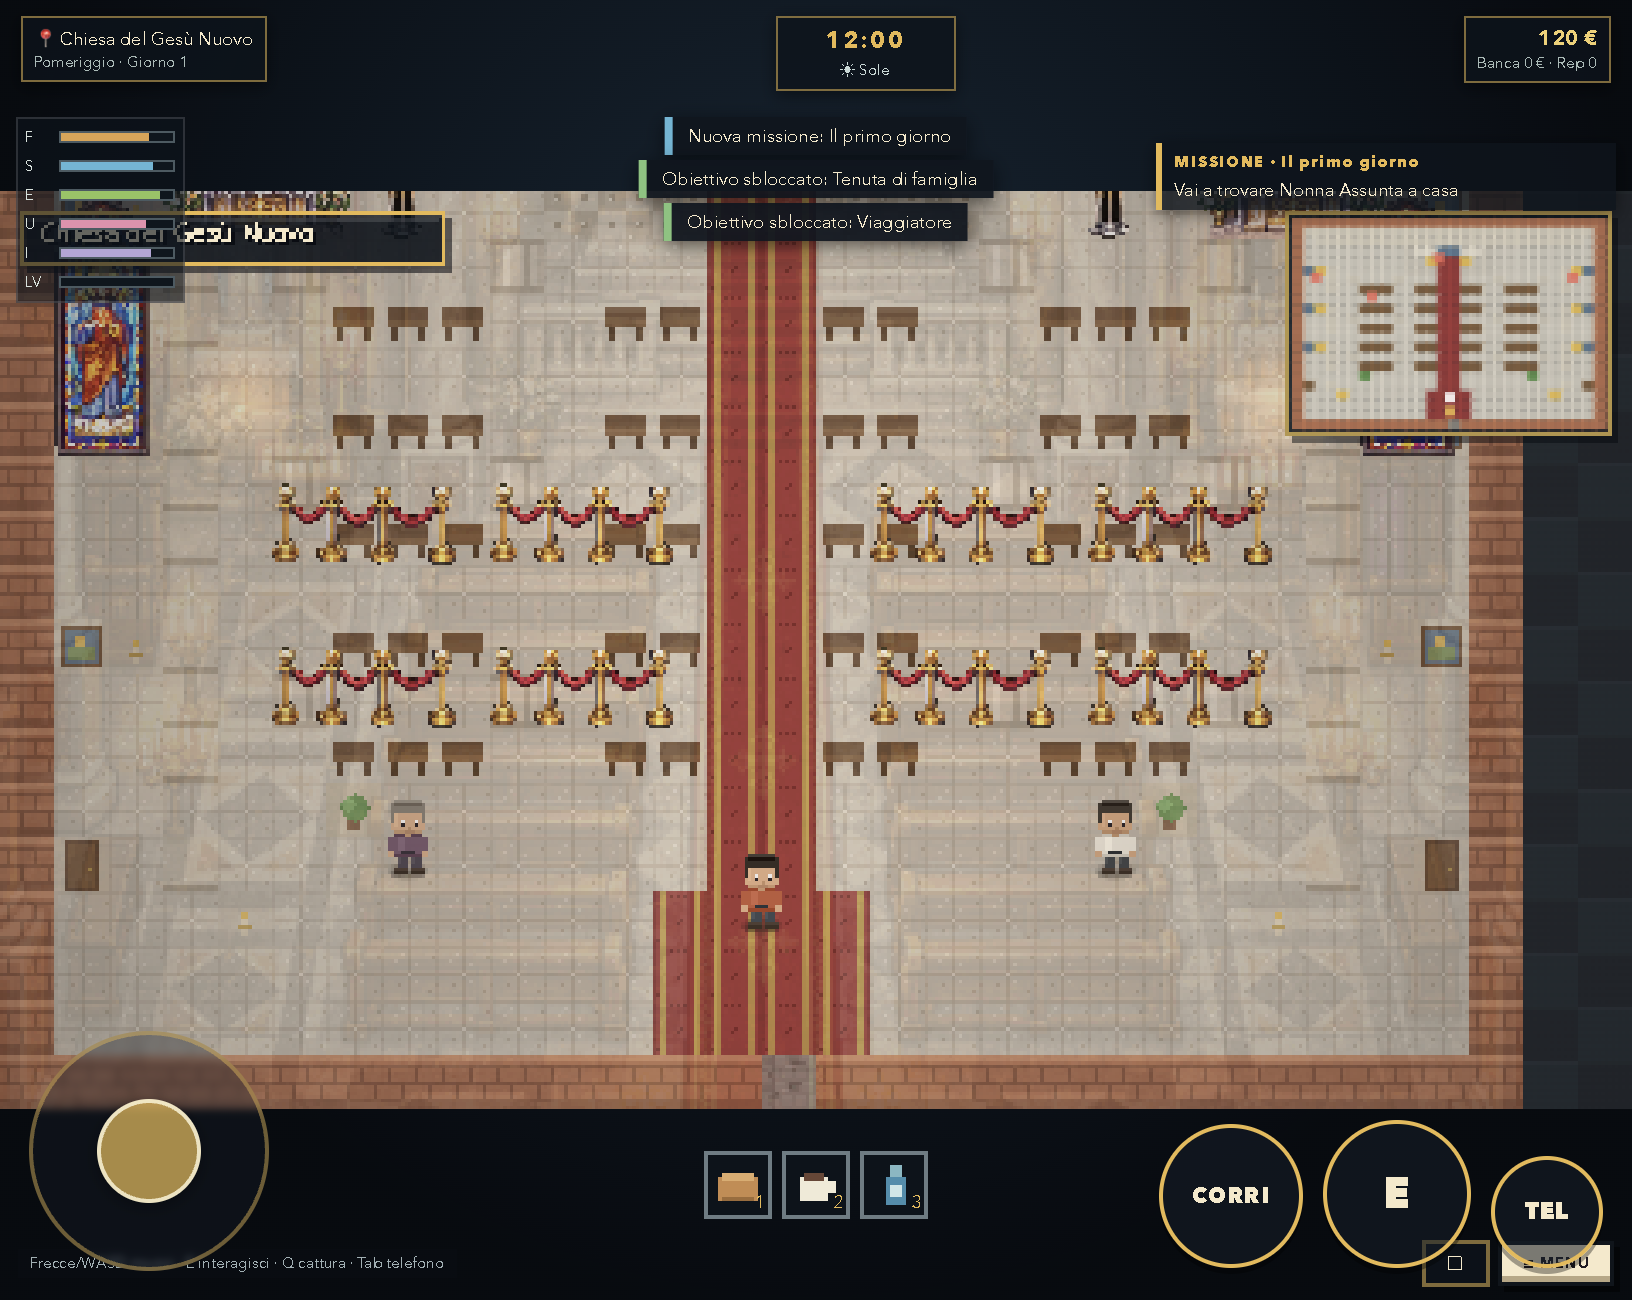 Chiesa del Gesù Nuovo
Pomeriggio · Giorno 1
12:00
Sole
120 €
Banca 0 € · Rep 0
F
S
E
U
I
LV
Chiesa del Gesù Nuovo
Nuova missione: Il primo giorno
Obiettivo sbloccato: Tenuta di famiglia
Obiettivo sbloccato: Viaggiatore
MISSIONE · Il primo giorno
Vai a trovare Nonna Assunta a casa
1
2
3
CORRI
E
TEL
Frecce/WAS
E interagisci · Q cattura · Tab telefono
MENU